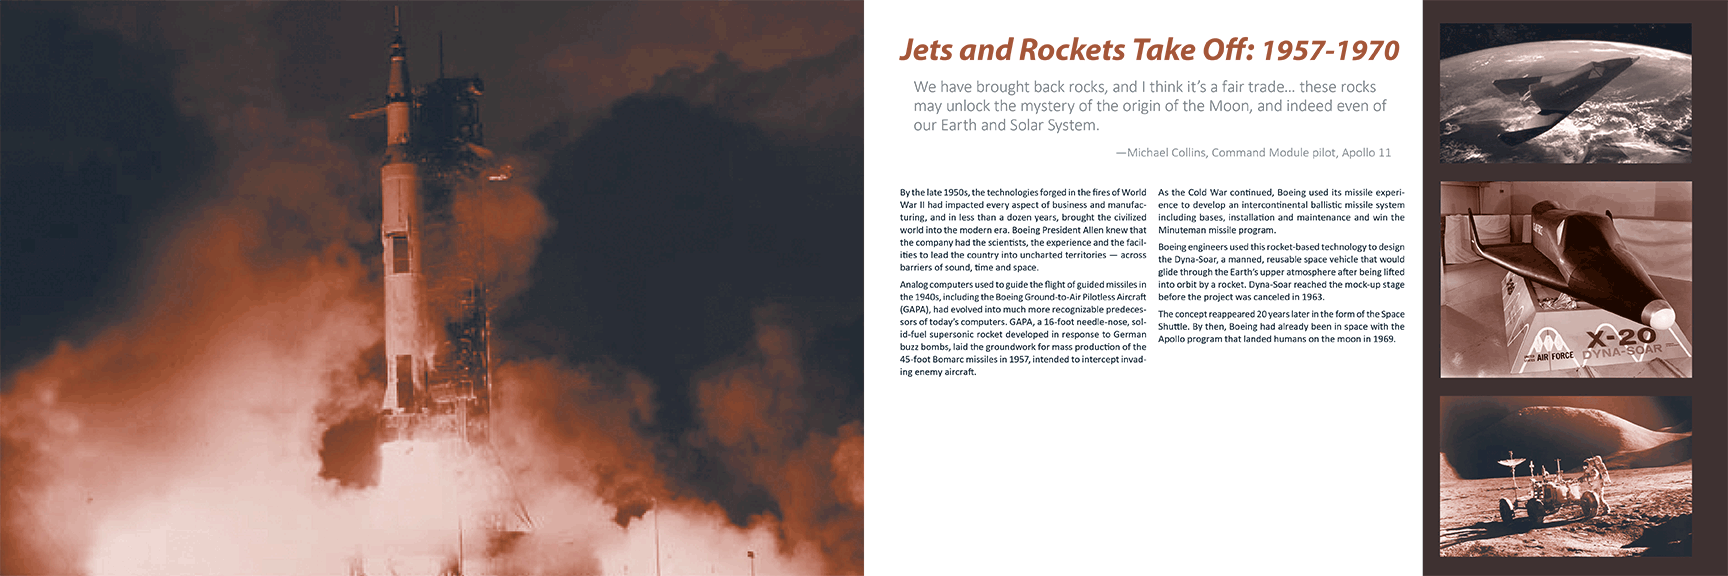 Jets and Rockets Take Off: 1957-1970
We have brought back rocks, and I think it's a fair trade... these rocks
may unlock the mystery of the origin of the Moon, and indeed even of
our Earth and Solar System.
—Michael Collins, Command Module pilot, Apollo 11
By the late 1950s, the technologies forged in the fires of World
War II had impacted every aspect of business and manufac-
turing, and in less than a dozen years, brought the civilized
world into the modern era. Boeing President Allen knew that
the company had the scientists, the experience and the facil-
ities to lead the country into uncharted territories — across
barriers of sound, time and space.
Analog computers used to guide the flight of guided missiles in
the 1940s, including the Boeing Ground-to-Air Pilotless Aircraft
(GAPA), had evolved into much more recognizable predeces-
sors of today's computers. GAPA, a 16-foot needle-nose, sol-
id-fuel supersonic rocket developed in response to German
buzz bombs, laid the groundwork for mass production of the
45-foot Bomarc missiles in 1957, intended to intercept invad-
ing enemy aircraft.
As the Cold War continued, Boeing used its missile experi-
ence to develop an intercontinental ballistic missile system
including bases, installation and maintenance and win the
Minuteman missile program.
Boeing engineers used this rocket-based technology to design
the Dyna-Soar, a manned, reusable space vehicle that would
glide through the Earth's upper atmosphere after being lifted
into orbit by a rocket. Dyna-Soar reached the mock-up stage
before the project was canceled in 1963.
The concept reappeared 20 years later in the form of the Space
Shuttle. By then, Boeing had already been in space with the
Apollo program that landed humans on the moon in 1969.
X-20
AIR FORCE DYNA-SOAR